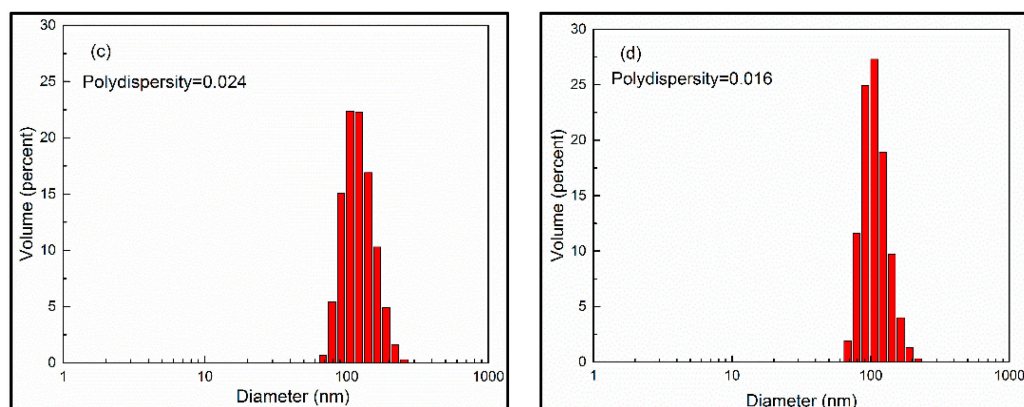 (c)
Polydispersity=0.024
30
25
20
15
10
5
0
Volume (percent)
1
10
100
1000
Diameter (nm)
(d)
Polydispersity=0.016
30
25
20
15
10
5
0
Volume (percent)
1
10
100
1000
Diameter (nm)